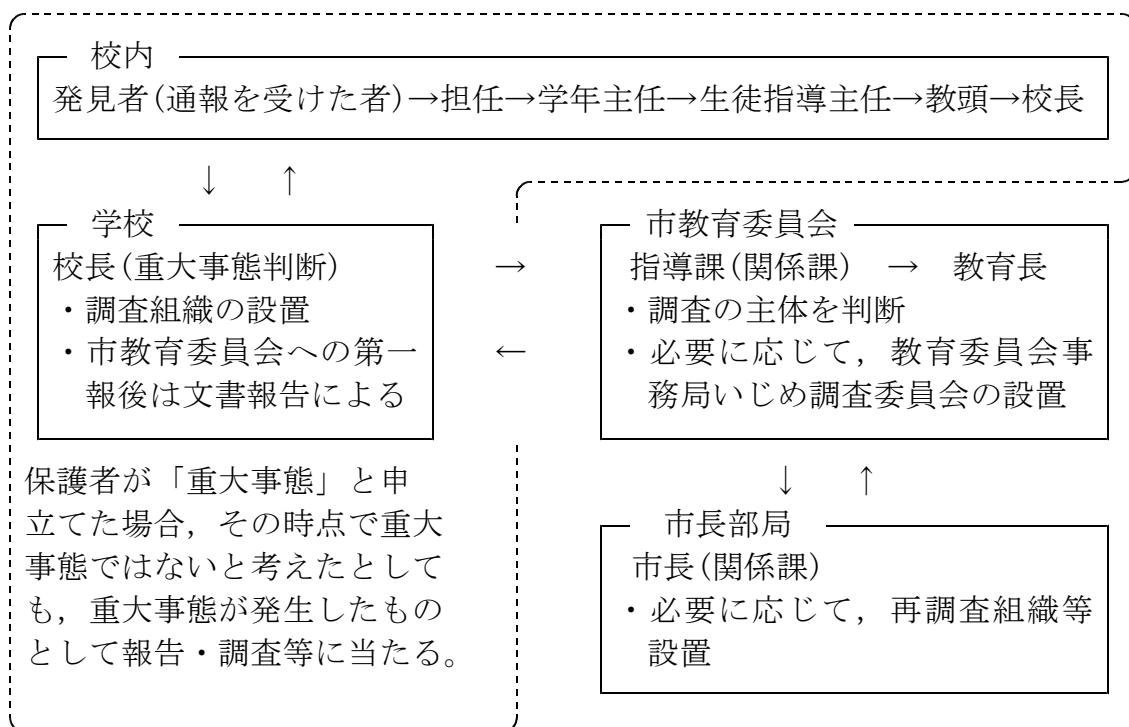 校内
発見者(通報を受けた者)→担任→学年主任→生徒指導主任→教頭→校長
↓ ↑
学校
校長(重大事態判断)
・調査組織の設置
・市教育委員会への第一
報後は文書報告による
→
←
市教育委員会
指導課(関係課) → 教育長
・調査の主体を判断
・必要に応じて，教育委員会事
務局いじめ調査委員会の設置
保護者が「重大事態」と申
立てた場合，その時点で重大
事態ではないと考えたとして
も，重大事態が発生したもの
として報告・調査等に当たる。
↓ ↑
市長部局
市長(関係課)
・必要に応じて，再調査組織等
設置